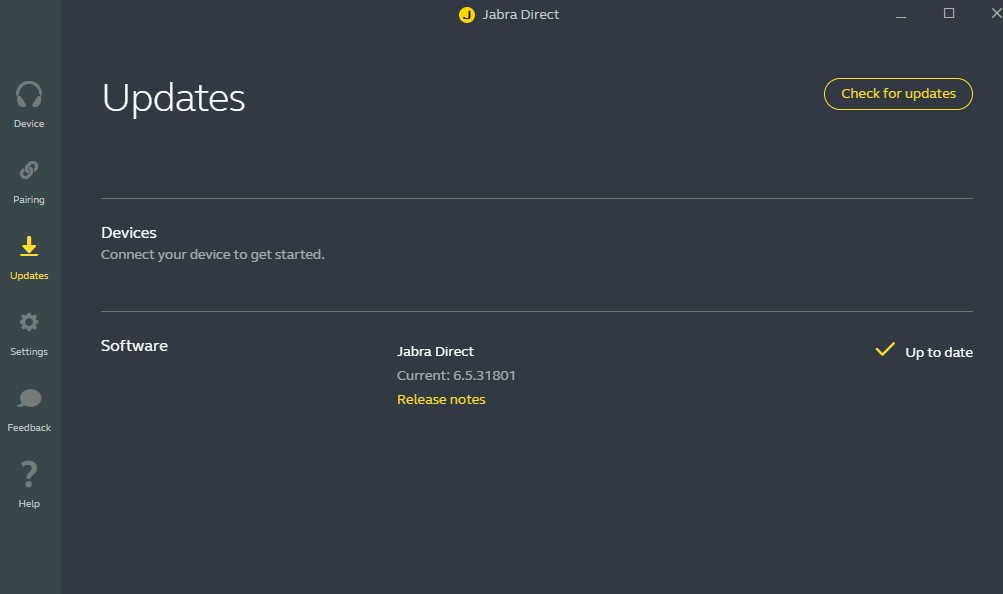 Jabra Direct
Updates
Check for updates
Device
Pairing
Updates
Settings
Feedback
Help
Devices
Connect your device to get started.
Software
Jabra Direct
Current: 6.5.31801
Release notes
Up to date